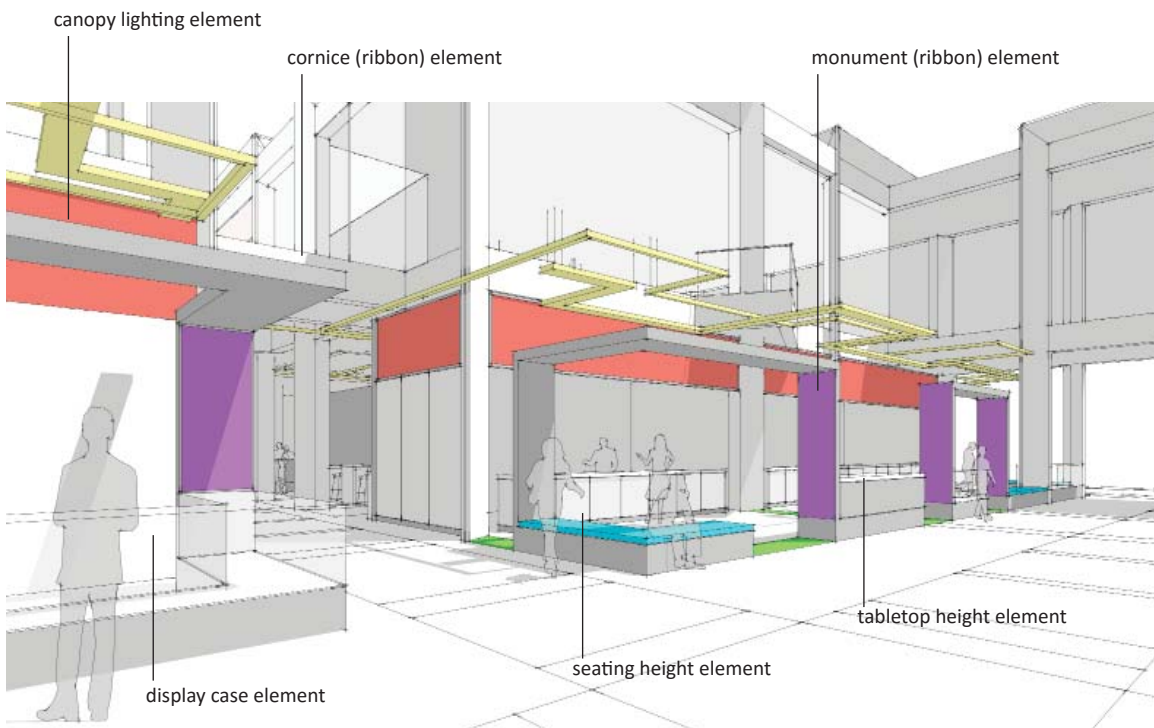 canopy lighting element
cornice (ribbon) element
monument (ribbon) element
tabletop height element
seating height element
display case element